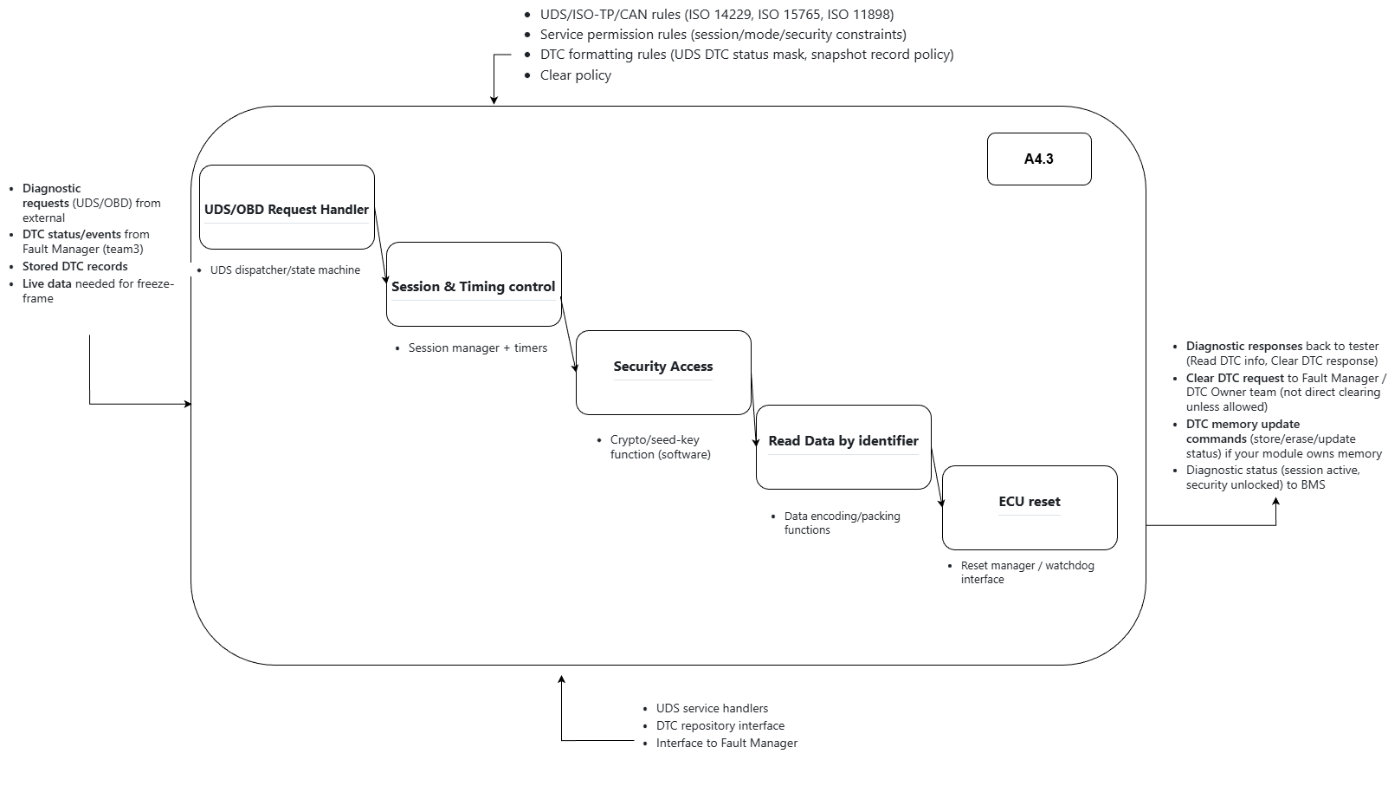 • UDS/ISO-TP/CAN rules (ISO 14229, ISO 15765, ISO 11898)
• Service permission rules (session/mode/security constraints)
• DTC formatting rules (UDS DTC status mask, snapshot record policy)
• Clear policy
A4.3
• Diagnostic
requests (UDS/OBD) from
external
• DTC status/events from
Fault Manager (team3)
• Stored DTC records
• Live data needed for freeze-
frame
UDS/OBD Request Handler
• UDS dispatcher/state machine
Session & Timing control
• Session manager + timers
Security Access
• Crypto/seed-key
function (software)
Read Data by identifier
• Data encoding/packing
functions
ECU reset
• Reset manager / watchdog
interface
• Diagnostic responses back to tester
(Read DTC info, Clear DTC response)
• Clear DTC request to Fault Manager /
DTC Owner team (not direct clearing
unless allowed)
• DTC memory update
commands (store/erase/update
status) if your module owns memory
• Diagnostic status (session active,
security unlocked) to BMS
• UDS service handlers
• DTC repository interface
• Interface to Fault Manager